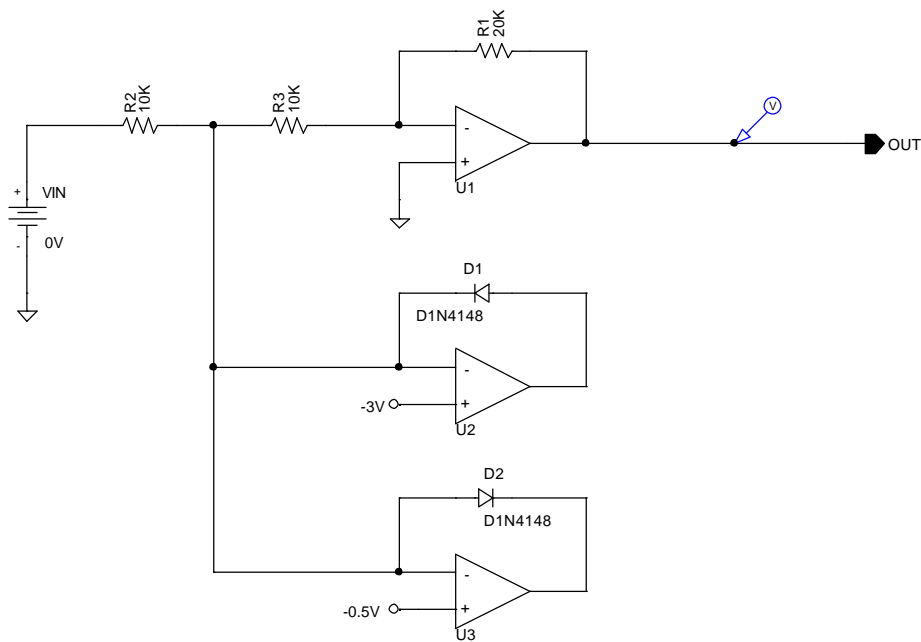 R1
20K
R2
10K
R3
10K
V
-
+
U1
OUT
+
VIN
-
0V
D1
D1N4148
-
-3V
+
U2
D2
D1N4148
-
-0.5V
+
U3